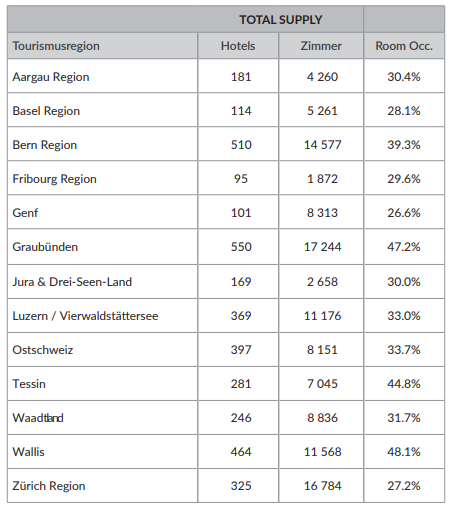 TOTAL SUPPLY
Tourismusregion Hotels Zimmer Room Occ.
Aargau Region 181 4 260 30.4%
Basel Region 114 5 261 28.1%
Bern Region 510 14 577 39.3%
Fribourg Region 95 1 872 29.6%
Genf 101 8 313 26.6%
Graubünden 550 17 244 47.2%
Jura & Drei-Seen-Land 169 2 658 30.0%
Luzern / Vierwaldstättersee 369 11 176 33.0%
Ostschweiz 397 8 151 33.7%
Tessin 281 7 045 44.8%
Waadtland 246 8 836 31.7%
Wallis 464 11 568 48.1%
Zürich Region 325 16 784 27.2%